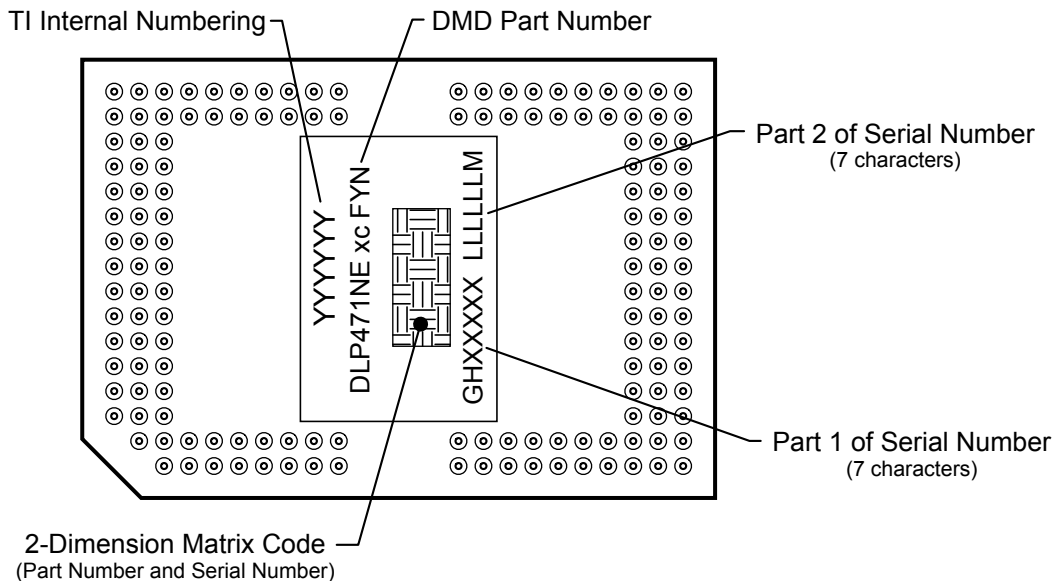 TI Internal Numbering
DMD Part Number
Part 2 of Serial Number
(7 characters)
YYYYYYY
DLP471NE xc FYN
GHXXXXX LLLLLLM
Part 1 of Serial Number
(7 characters)
2-Dimension Matrix Code
(Part Number and Serial Number)